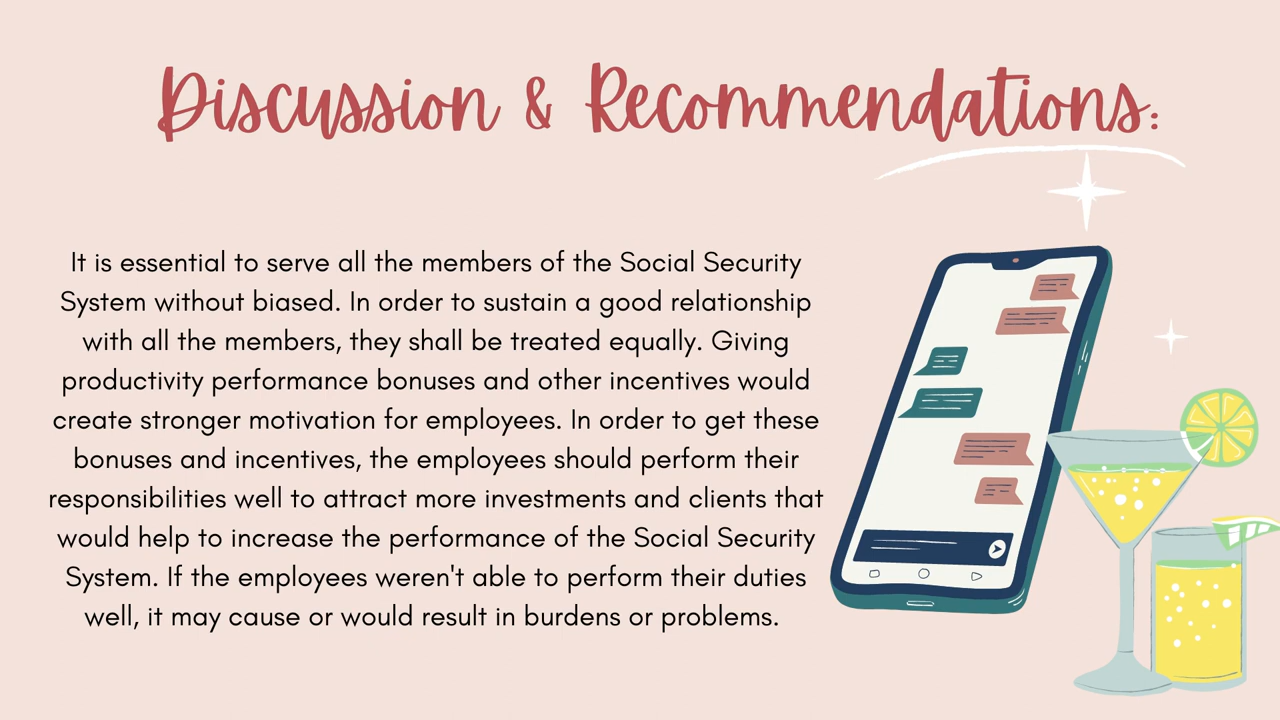 Discussion & Recommendations:
It is essential to serve all the members of the Social Security
System without biased. In order to sustain a good relationship
with all the members, they shall be treated equally. Giving
productivity performance bonuses and other incentives would
create stronger motivation for employees. In order to get these
bonuses and incentives, the employees should perform their
responsibilities well to attract more investments and clients that
would help to increase the performance of the Social Security
System. If the employees weren't able to perform their duties
well, it may cause or would result in burdens or problems.